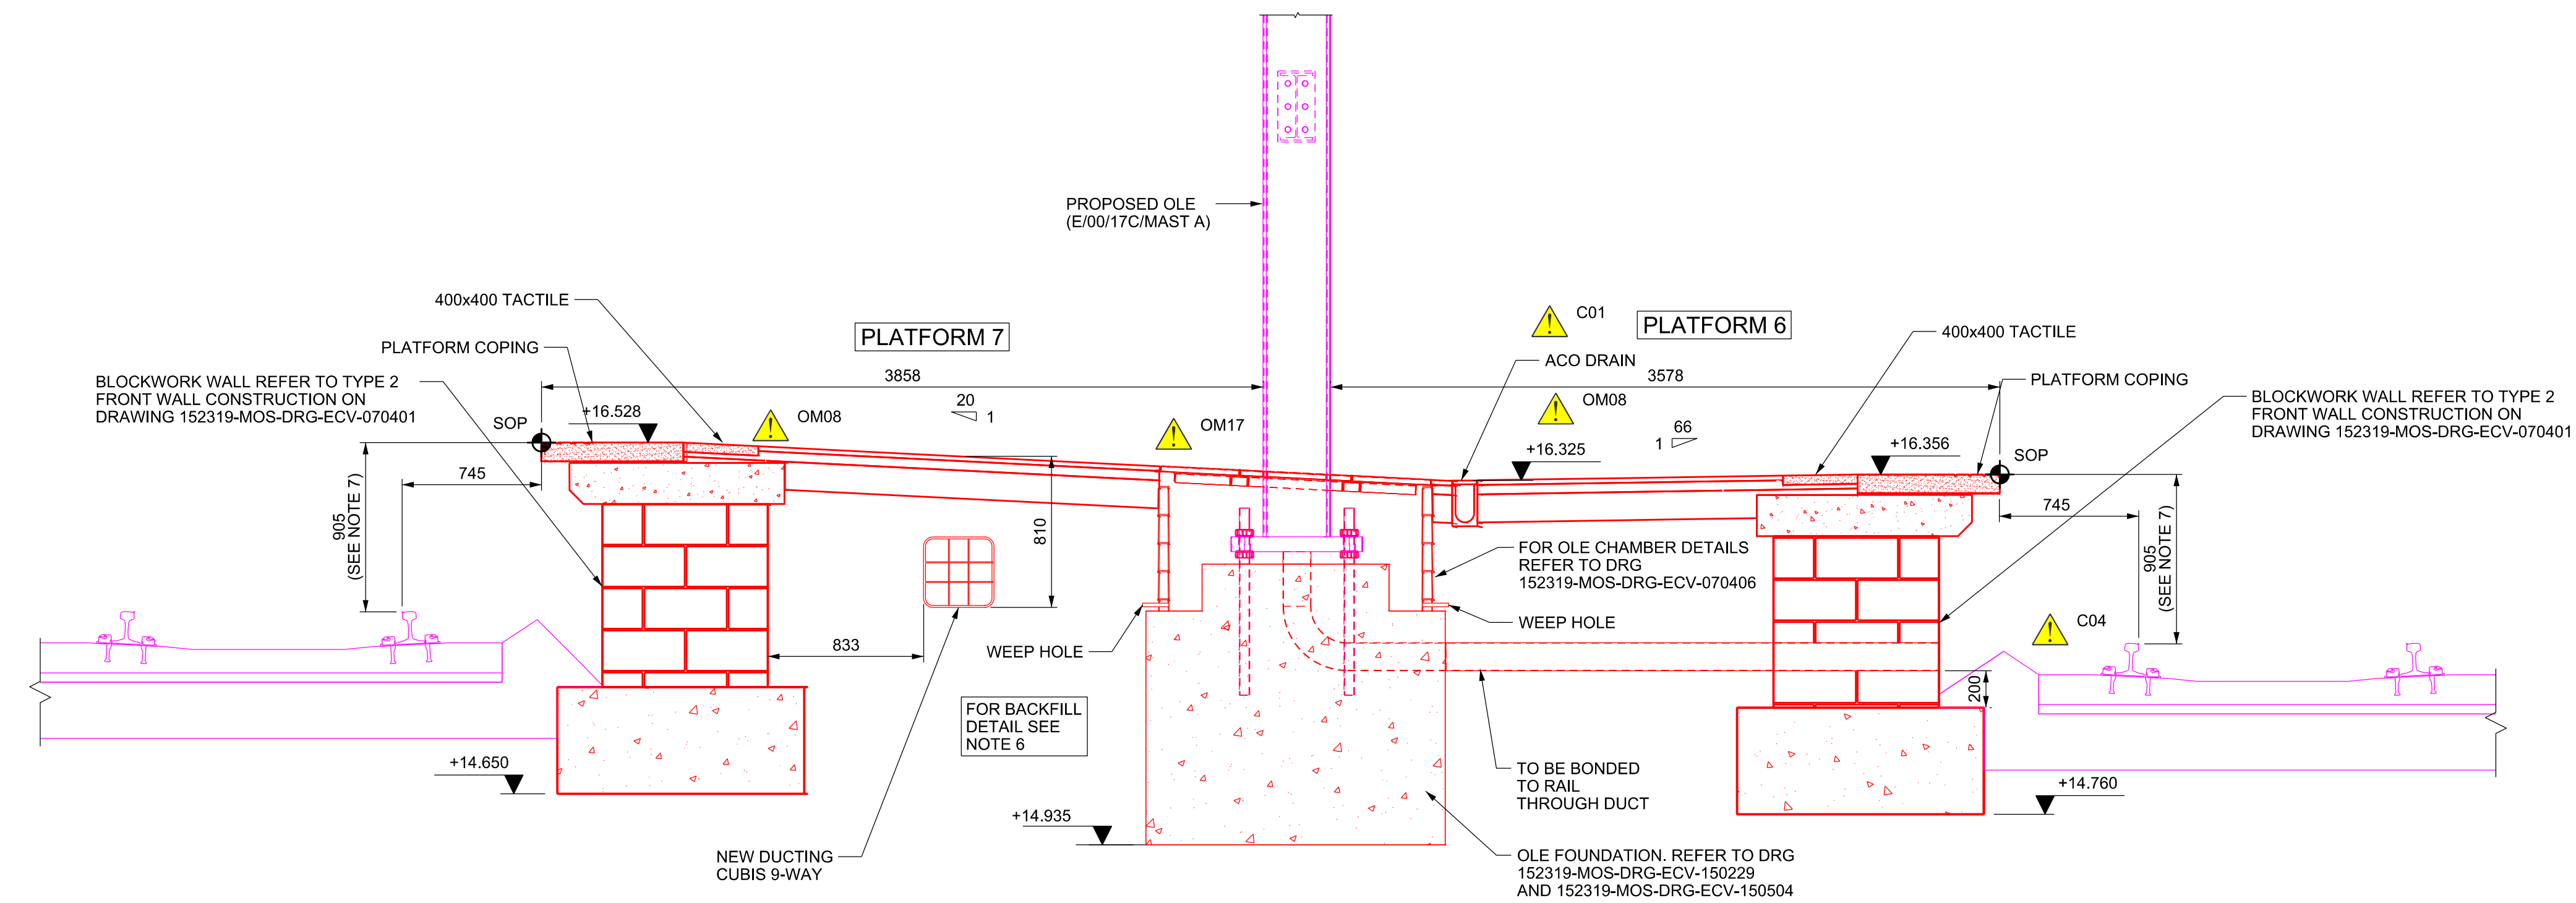 PROPOSED OLE
(E/00/17C/MAST A)
400x400 TACTILE
PLATFORM 7
C01
PLATFORM 6
400x400 TACTILE
PLATFORM COPING
ACO DRAIN
BLOCKWORK WALL REFER TO TYPE 2
FRONT WALL CONSTRUCTION ON
DRAWING 152319-MOS-DRG-ECV-070401
3858
3578
PLATFORM COPING
BLOCKWORK WALL REFER TO TYPE 2
FRONT WALL CONSTRUCTION ON
DRAWING 152319-MOS-DRG-ECV-070401
SOP
+16.528
OM08
20
1
OM17
OM08
66
1
+16.325
+16.356
SOP
745
905
(SEE NOTE 7)
810
745
905
(SEE NOTE 7)
FOR OLE CHAMBER DETAILS
REFER TO DRG
152319-MOS-DRG-ECV-070406
WEEP HOLE
C04
833
WEEP HOLE
200
FOR BACKFILL
DETAIL SEE
NOTE 6
+14.650
TO BE BONDED
TO RAIL
THROUGH DUCT
+14.760
+14.935
NEW DUCTING
CUBIS 9-WAY
OLE FOUNDATION. REFER TO DRG
152319-MOS-DRG-ECV-150229
AND 152319-MOS-DRG-ECV-150504